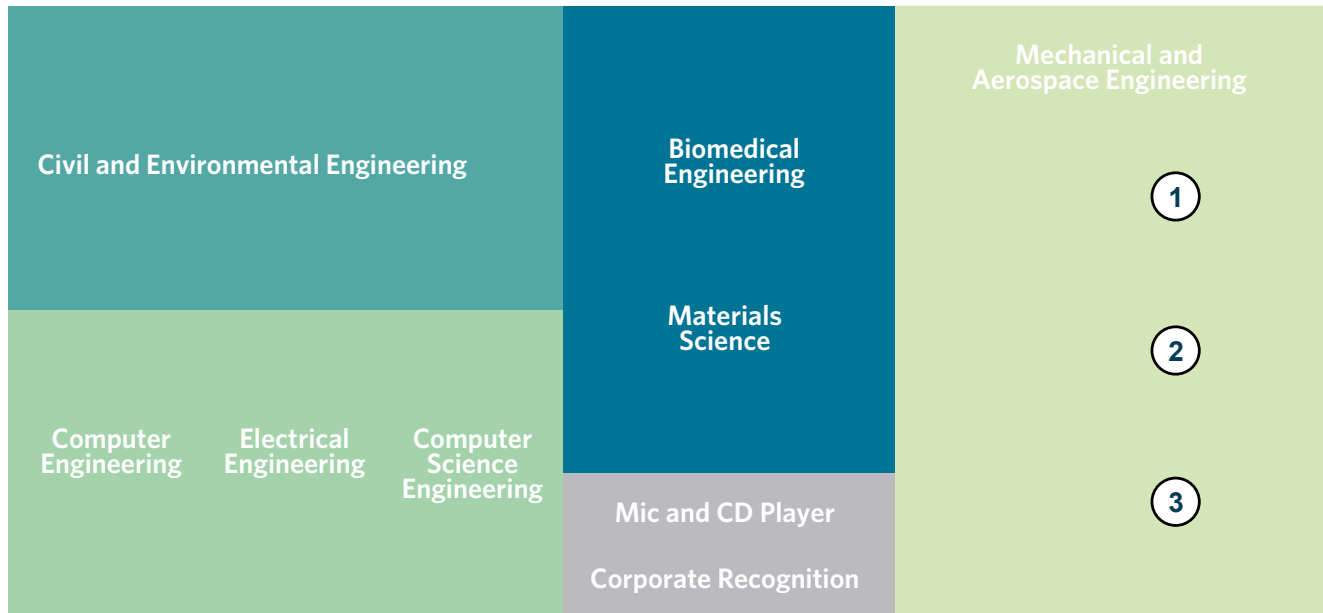 Civil and Environmental Engineering
Biomedical
Engineering
Materials
Science
Mechanical and
Aerospace Engineering
1
2
3
Computer
Engineering
Electrical
Engineering
Computer
Science
Engineering
Mic and CD Player
Corporate Recognition